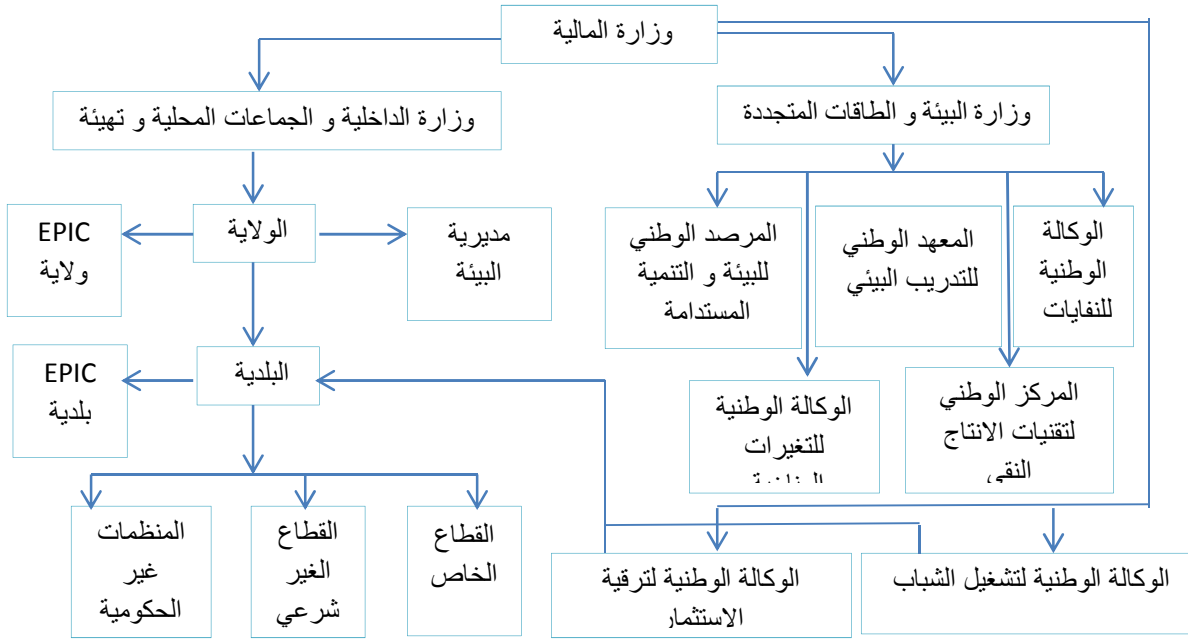 وزارة المالية
وزارة الداخلية و الجماعات المحلية و تهيئة
وزارة البيئة و الطاقات المتجددة
EPIC
ولاية
الولاية
مديرية
البيئة
المرصد الوطني
للبيئة و التنمية
المستدامة
المعهد الوطني
للتدريب البيئي
الوكالة
الوطنية
للنفايات
EPIC
بلدية
البلدية
الوكالة الوطنية
للتغيرات
المركز الوطني
لتقنيات الانتاج
النقي
المنظمات
غير
الحكومية
القطاع
الغير
شرعي
القطاع
الخاص
الوكالة الوطنية لترقية
الاستثمار
الوكالة الوطنية لتشغيل الشباب